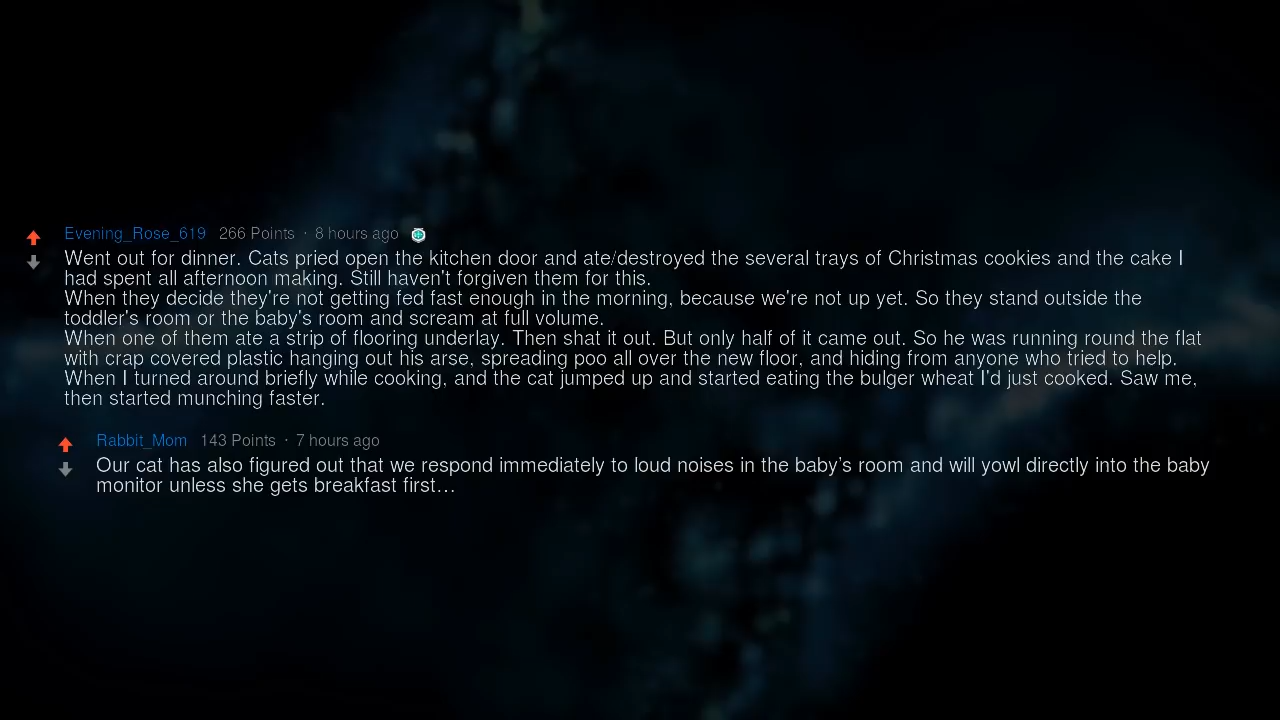 Evening_Rose_619 266 Points · 8 hours ago
Went out for dinner. Cats pried open the kitchen door and ate/destroyed the several trays of Christmas cookies and the cake I
had spent all afternoon making. Still haven't forgiven them for this.
When they decide they're not getting fed fast enough in the morning, because we're not up yet. So they stand outside the
toddler's room or the baby's room and scream at full volume.
When one of them ate a strip of flooring underlay. Then shat it out. But only half of it came out. So he was running round the flat
with crap covered plastic hanging out his arse, spreading poo all over the new floor, and hiding from anyone who tried to help.
When I turned around briefly while cooking, and the cat jumped up and started eating the bulger wheat I'd just cooked. Saw me,
then started munching faster.
Rabbit_Mom 143 Points · 7 hours ago
Our cat has also figured out that we respond immediately to loud noises in the baby's room and will yowl directly into the baby
monitor unless she gets breakfast first…